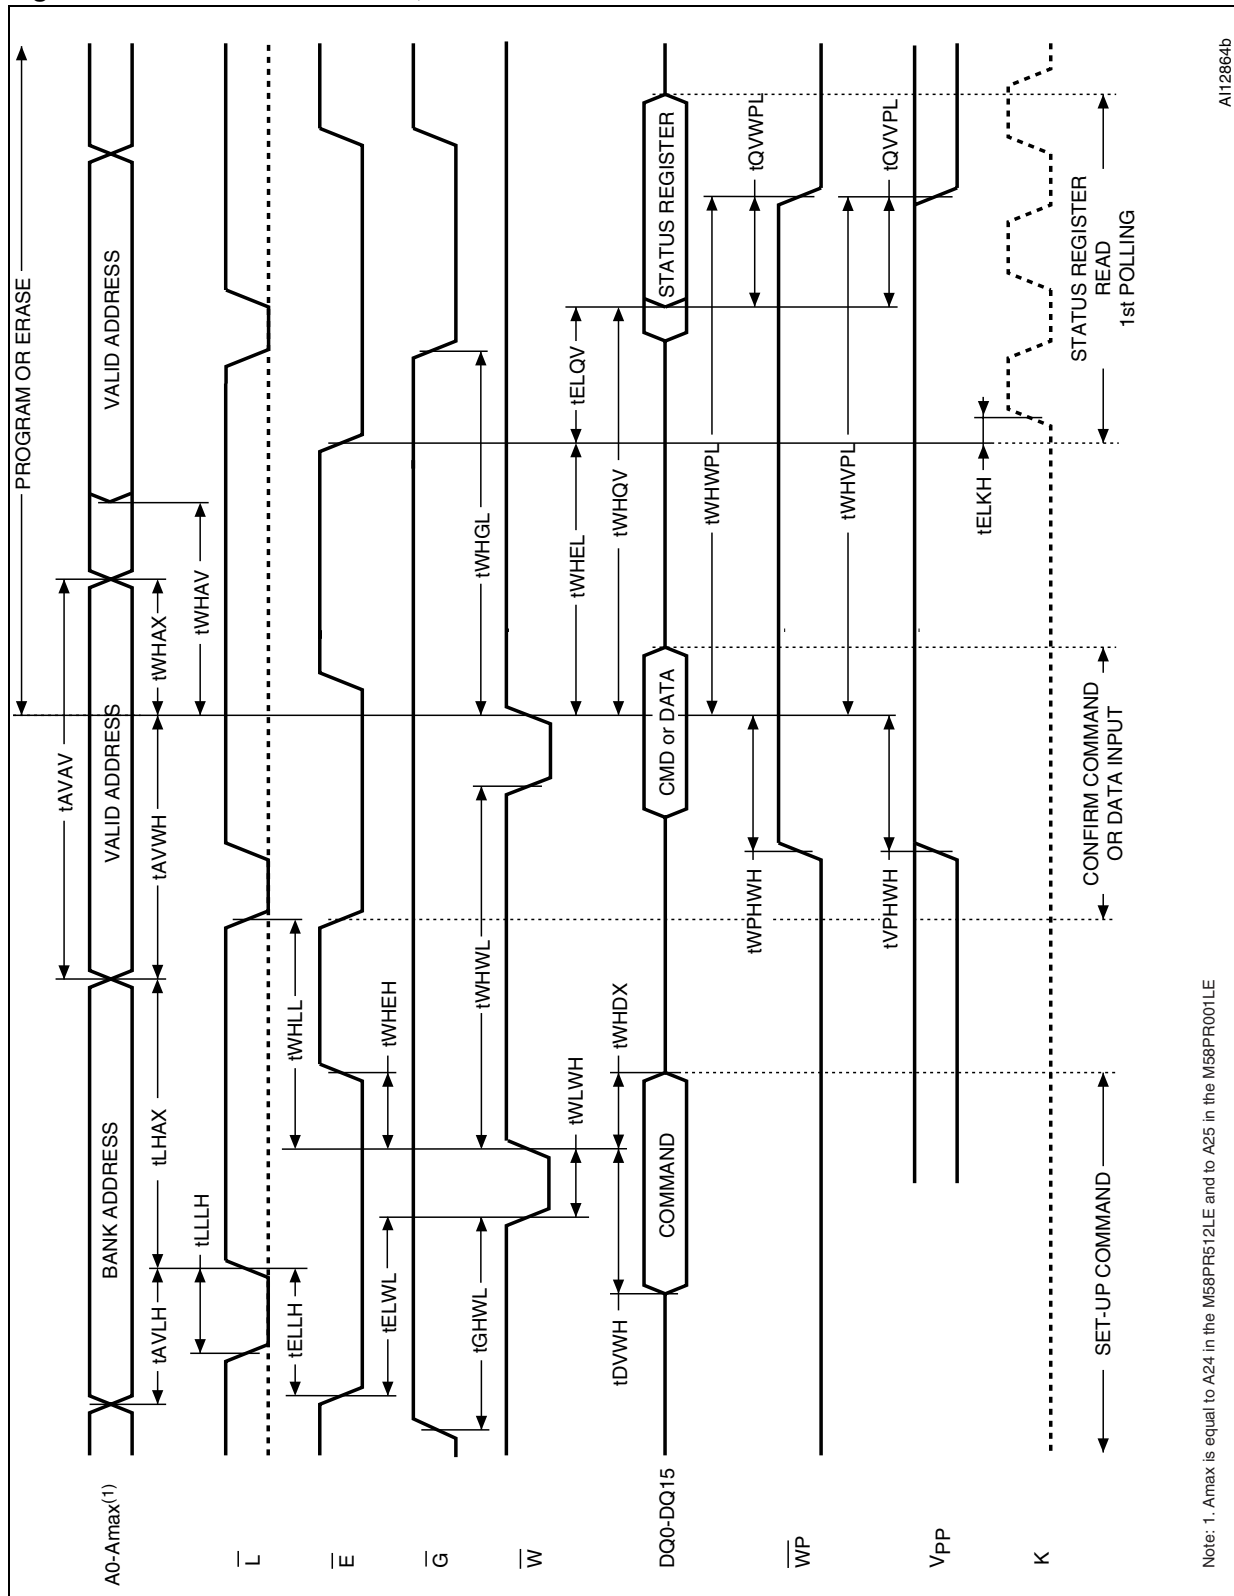 PROGRAM OR ERASE
A0-Amax(1)
BANK ADDRESS
VALID ADDRESS
VALID ADDRESS
tAVAV
tAVLH
tLHAX
tAVWH
tWHAX
tLLLH
tWHAV
L
tELLH
tWHLL
E
tELWL
tWHEH
G
tGHWL
tWHWL
tWHGL
W
tWLWH
tWHEL
tELQV
tDVWH
tWHDX
tWHQV
DQ0-DQ15
COMMAND
CMD or DATA
STATUS REGISTER
tWHWPL
tWPHWH
tQVWPL
WP
tWHVPL
tVPHWH
tQVVPL
VPP
tELKH
K
SET-UP COMMAND
CONFIRM COMMAND
OR DATA INPUT
STATUS REGISTER
READ
1st POLLING
Note: 1. Amax is equal to A24 in the M58PR512LE and to A25 in the M58PR001LE
AI12864b